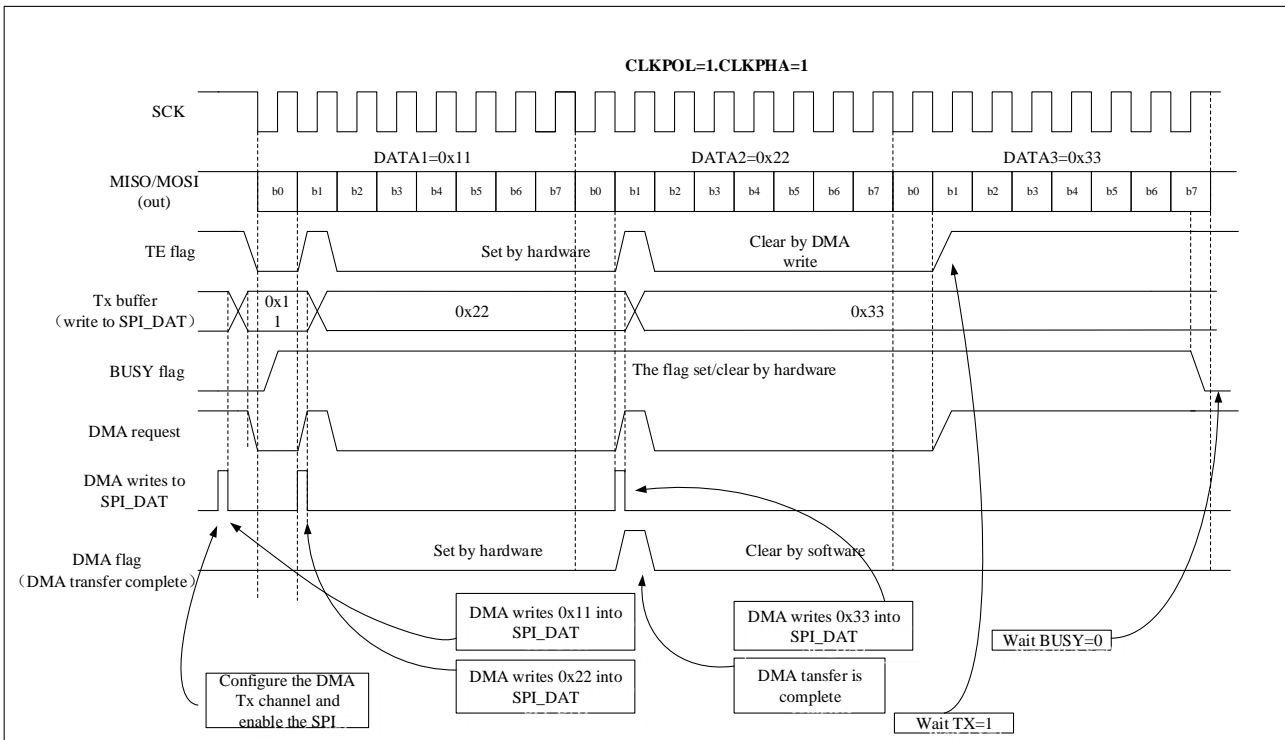 CLKPOL=1.CLKPHA=1
SCK
DATA1=0x11
DATA2=0x22
DATA3=0x33
MISO/MOSI
(out)
b0 b1 b2 b3 b4 b5 b6 b7 b0 b1 b2 b3 b4 b5 b6 b7 b0 b1 b2 b3 b4 b5 b6 b7
TE flag
Set by hardware
Clear by DMA
write
Tx buffer
（write to SPI_DAT）
0x1
1
0x22
0x33
BUSY flag
The flag set/clear by hardware
DMA request
DMA writes to
SPI_DAT
DMA flag
（DMA transfer complete）
Set by hardware
Clear by software
DMA writes 0x11 into
SPI_DAT
DMA writes 0x33 into
SPI_DAT
Wait BUSY=0
Configure the DMA
Tx channel and
enable the SPI
DMA writes 0x22 into
SPI_DAT
DMA tansfer is
complete
Wait TX=1